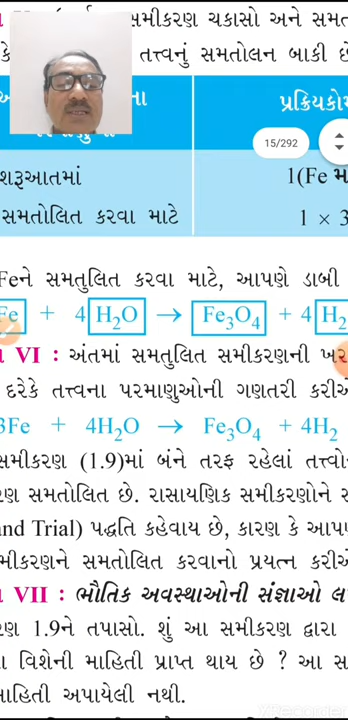 સમીકરણ ચકાસો અને સમત
તત્ત્વનું સમતોલન બાકી છે
ના પ્રક્રિયકોમ
15/292
શરૂઆતમાં 1(Fe મ
સમતોલિત કરવા માટે 1 × 3
Feને સમતુલિત કરવા માટે, આપણે ડાબી
Fe + 4 H₂O → Fe₃O₄ + 4 H₂
VI : અંતમાં સમતુલિત સમીકરણની ખર
દરેકે તત્ત્વના પરમાણુઓની ગણતરી કરીએ
3Fe + 4H₂O → Fe₃O₄ + 4H₂
સમીકરણ (1.9)માં બંને તરફ રહેલાં તત્ત્વો
રણ સમતોલિત છે. રાસાયણિક સમીકરણોને સ
and Trial) પદ્ધતિ કહેવાય છે, કારણ કે આપણ
મીકરણને સમતોલિત કરવાનો પ્રયત્ન કરીએ
VII : ભૌતિક અવસ્થાઓની સંજ્ઞાઓ લ
રણ 1.9ને તપાસો. શું આ સમીકરણ દ્વારા
ા વિશેની માહિતી પ્રાપ્ત થાય છે ? આ સ
માહિતી અપાયેલી નથી.